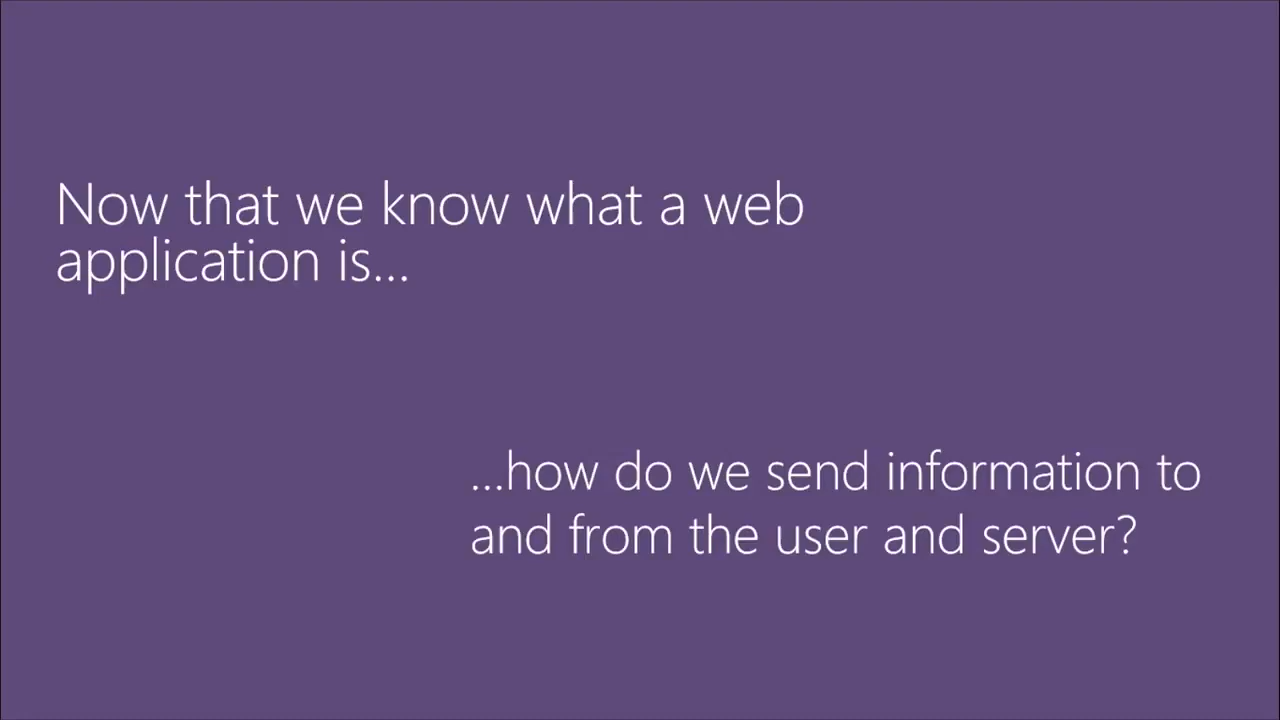 Now that we know what a web
application is...
...how do we send information to
and from the user and server?